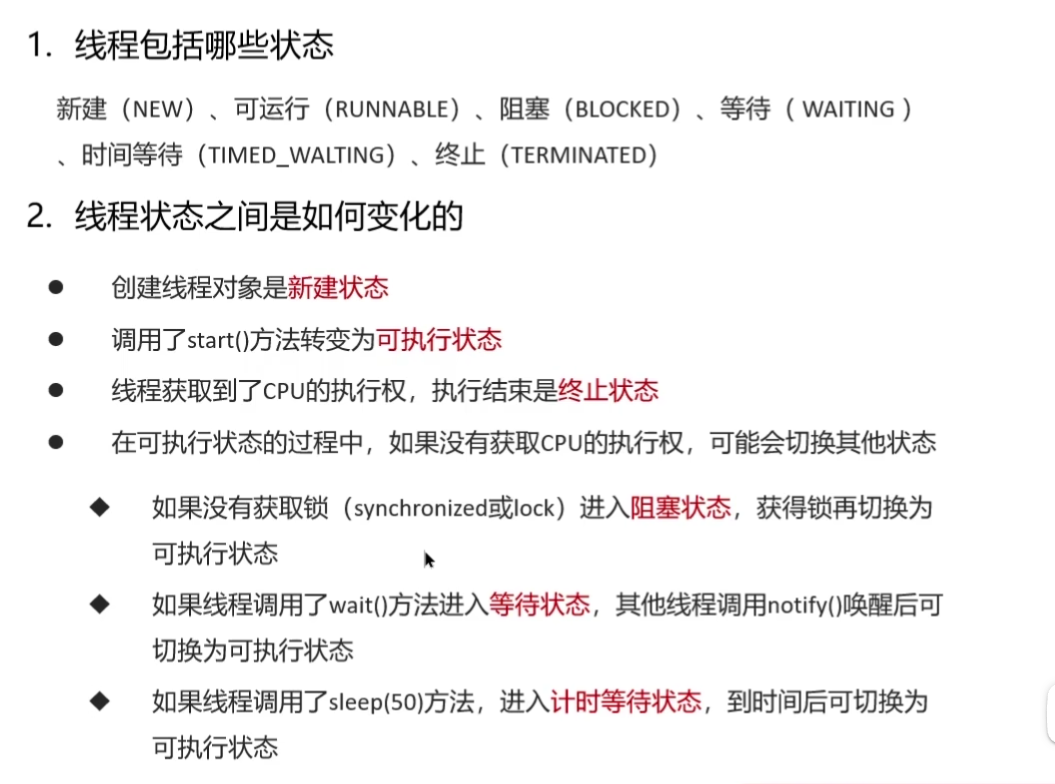 1. 线程包括哪些状态
新建（NEW）、可运行（RUNNABLE）、阻塞（BLOCKED）、等待（ WAITING ）
、时间等待（TIMED_WALTING）、终止（TERMINATED）
2. 线程状态之间是如何变化的
● 创建线程对象是新建状态
● 调用了start()方法转变为可执行状态
● 线程获取到了CPU的执行权，执行结束是终止状态
● 在可执行状态的过程中，如果没有获取CPU的执行权，可能会切换其他状态
◆ 如果没有获取锁（synchronized或lock）进入阻塞状态，获得锁再切换为
可执行状态
◆ 如果线程调用了wait()方法进入等待状态，其他线程调用notify()唤醒后可
切换为可执行状态
◆ 如果线程调用了sleep(50)方法，进入计时等待状态，到时间后可切换为
可执行状态